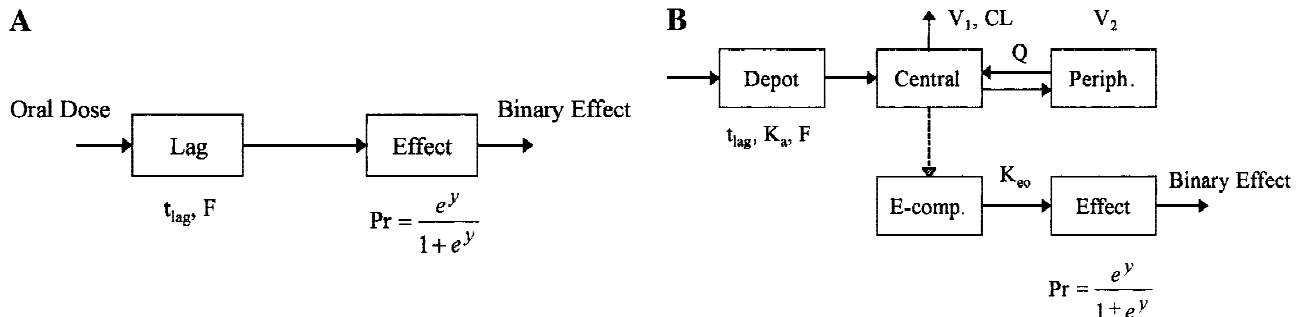 A
Oral Dose
Lag
Effect
Binary Effect
t_lag, F
Pr = e^y / 1+e^y
B
V_1, CL
V_2
Depot
Central
Q
Periph.
t_lag, K_a, F
E-comp.
K_eo
Effect
Binary Effect
Pr = e^y / 1+e^y